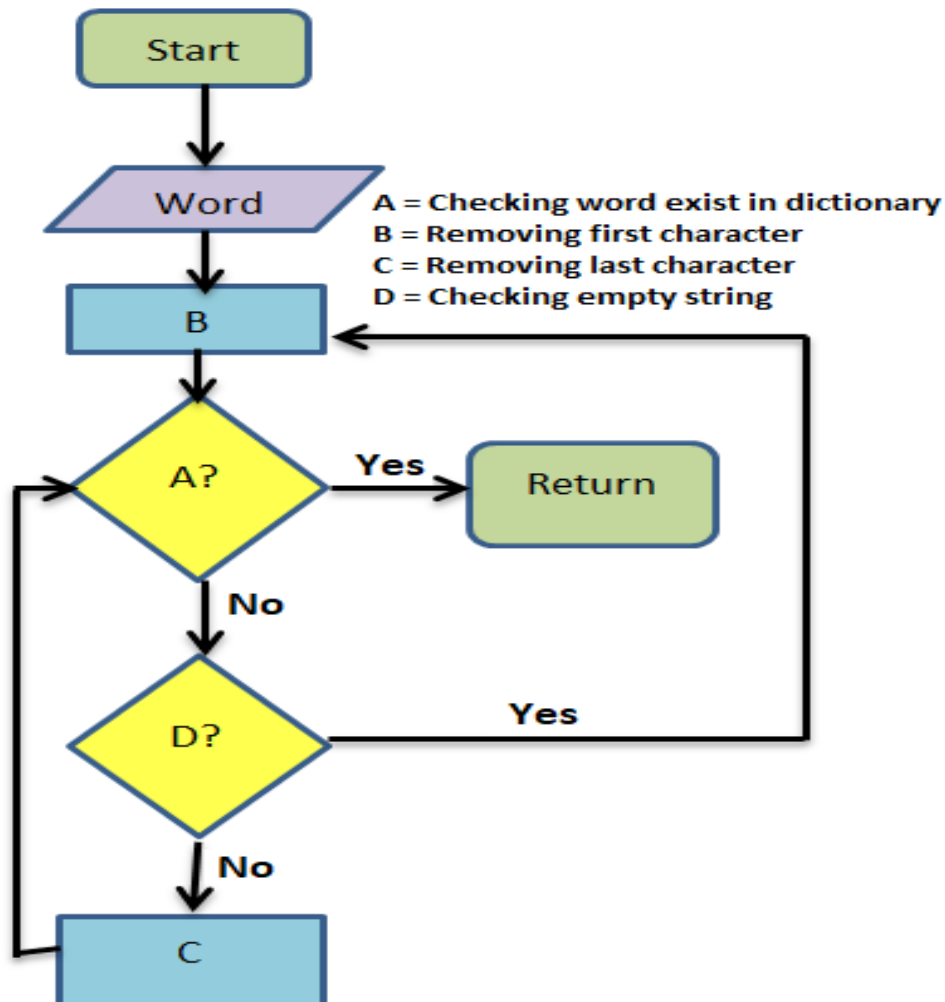 Start
Word
A = Checking word exist in dictionary
B = Removing first character
C = Removing last character
D = Checking empty string
B
A?
Yes
Return
No
D?
Yes
No
C